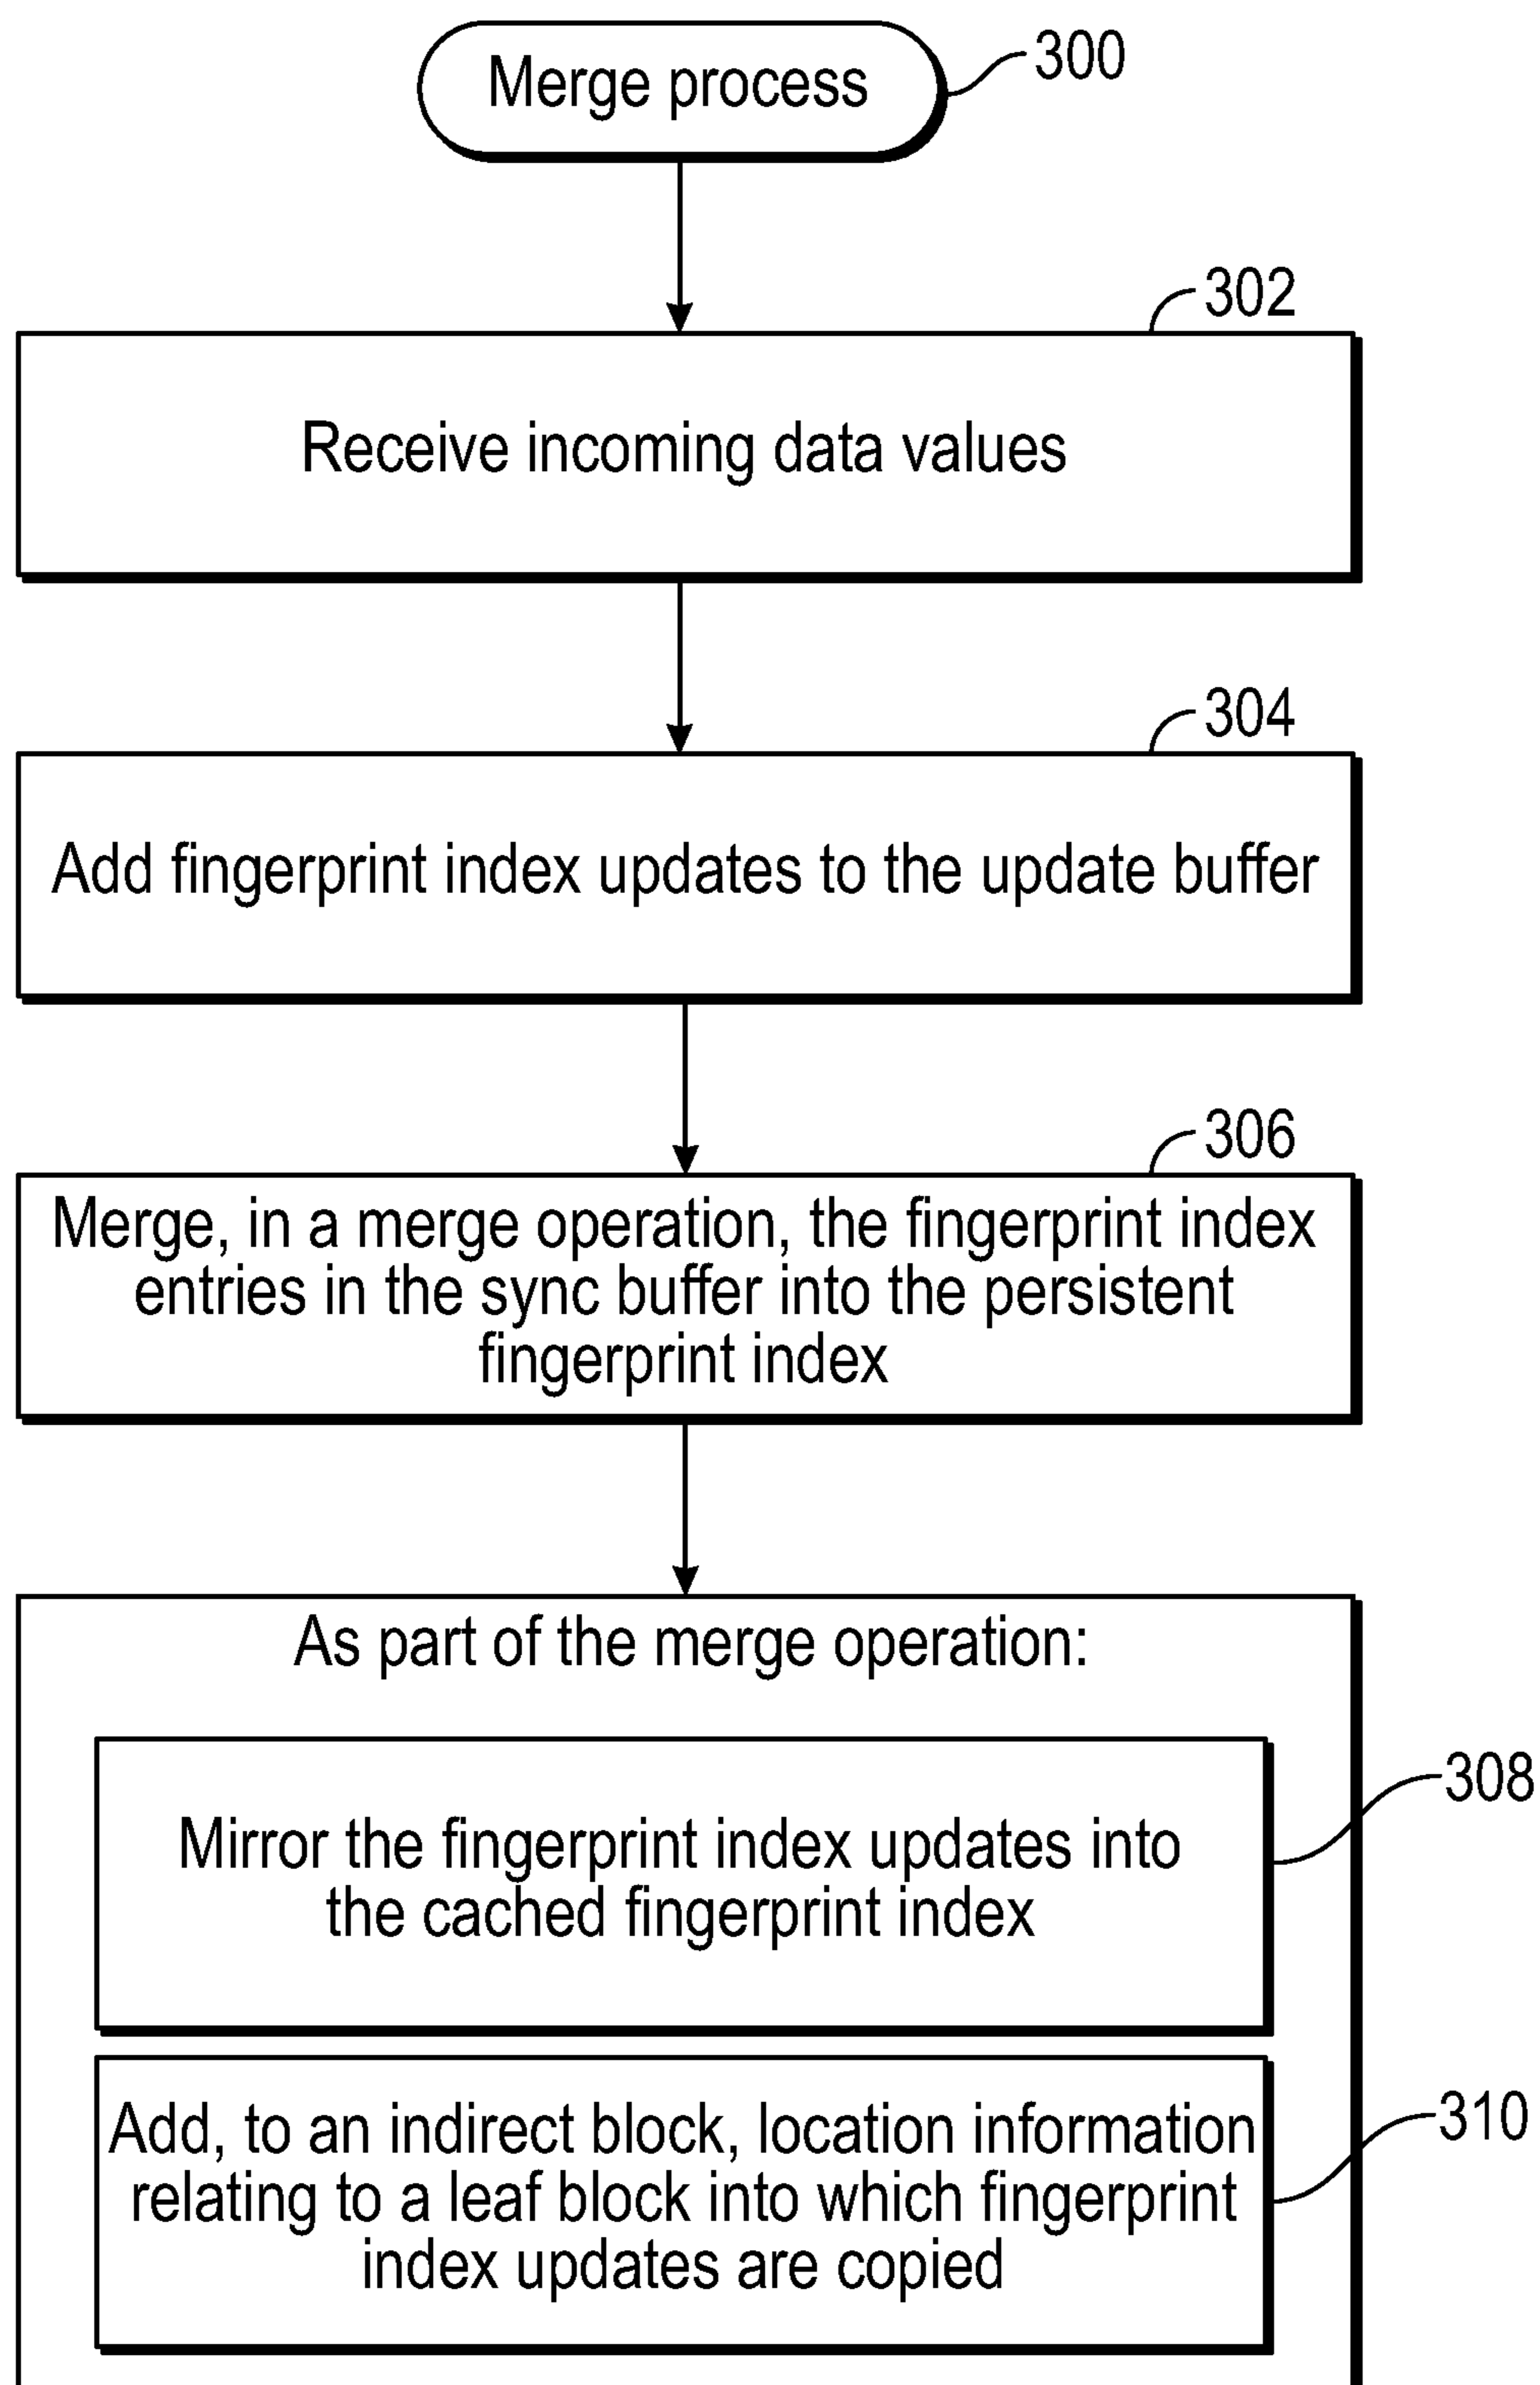 Merge process
300
302
Receive incoming data values
304
Add fingerprint index updates to the update buffer
306
Merge, in a merge operation, the fingerprint index
entries in the sync buffer into the persistent
fingerprint index
As part of the merge operation:
308
Mirror the fingerprint index updates into
the cached fingerprint index
310
Add, to an indirect block, location information
relating to a leaf block into which fingerprint
index updates are copied